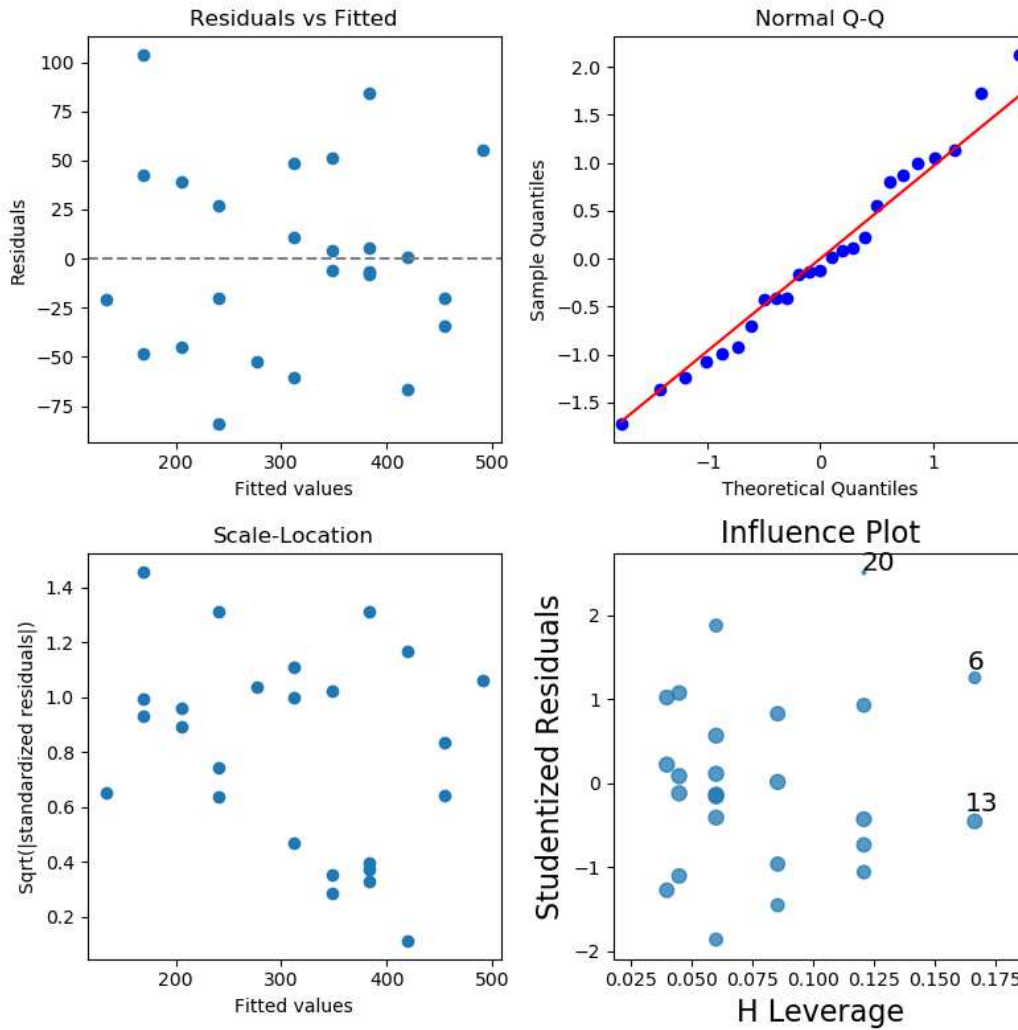 Residuals vs Fitted
100
75
50
25
0
−25
−50
−75
Residuals
200 300 400 500
Fitted values
Normal Q-Q
2.0
1.5
1.0
0.5
0.0
−0.5
−1.0
−1.5
Sample Quantiles
−1 0 1
Theoretical Quantiles
Scale-Location
1.4
1.2
1.0
0.8
0.6
0.4
0.2
Sqrt(|standardized residuals|)
200 300 400 500
Fitted values
Influence Plot
20
6
13
2
1
0
−1
−2
Studentized Residuals
0.025 0.050 0.075 0.100 0.125 0.150 0.175
H Leverage